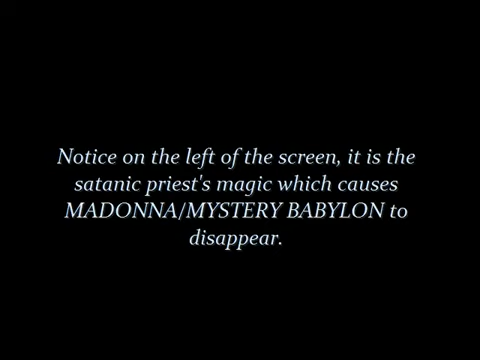 Notice on the left of the screen, it is the
satanic priest's magic which causes
MADONNA/MYSTERY BABYLON to
disappear.